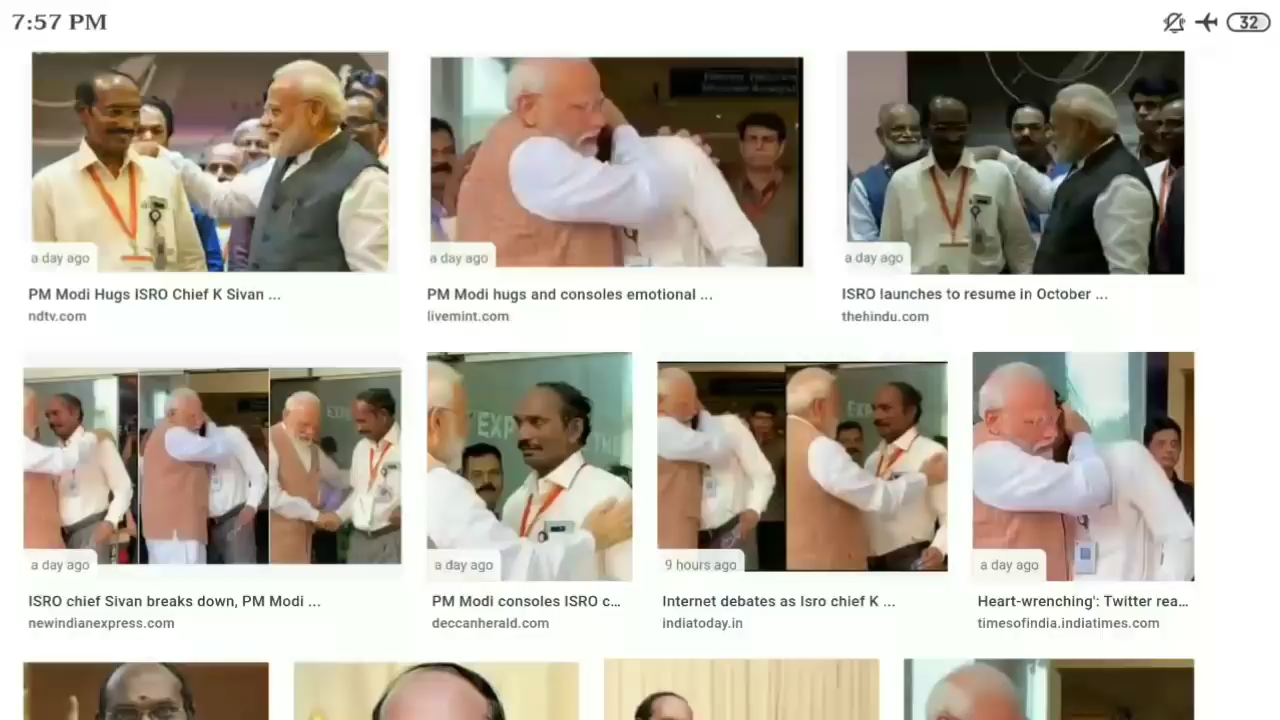 7:57 PM
32
a day ago
a day ago
a day ago
PM Modi Hugs ISRO Chief K Sivan ...
PM Modi hugs and consoles emotional ...
ISRO launches to resume in October ...
ndtv.com
livemint.com
thehindu.com
EXP
EXP
a day ago
a day ago
9 hours ago
a day ago
ISRO chief Sivan breaks down, PM Modi ...
PM Modi consoles ISRO c...
Internet debates as Isro chief K ...
Heart-wrenching': Twitter rea...
newindianexpress.com
deccanherald.com
indiatoday.in
timesofindia.indiatimes.com